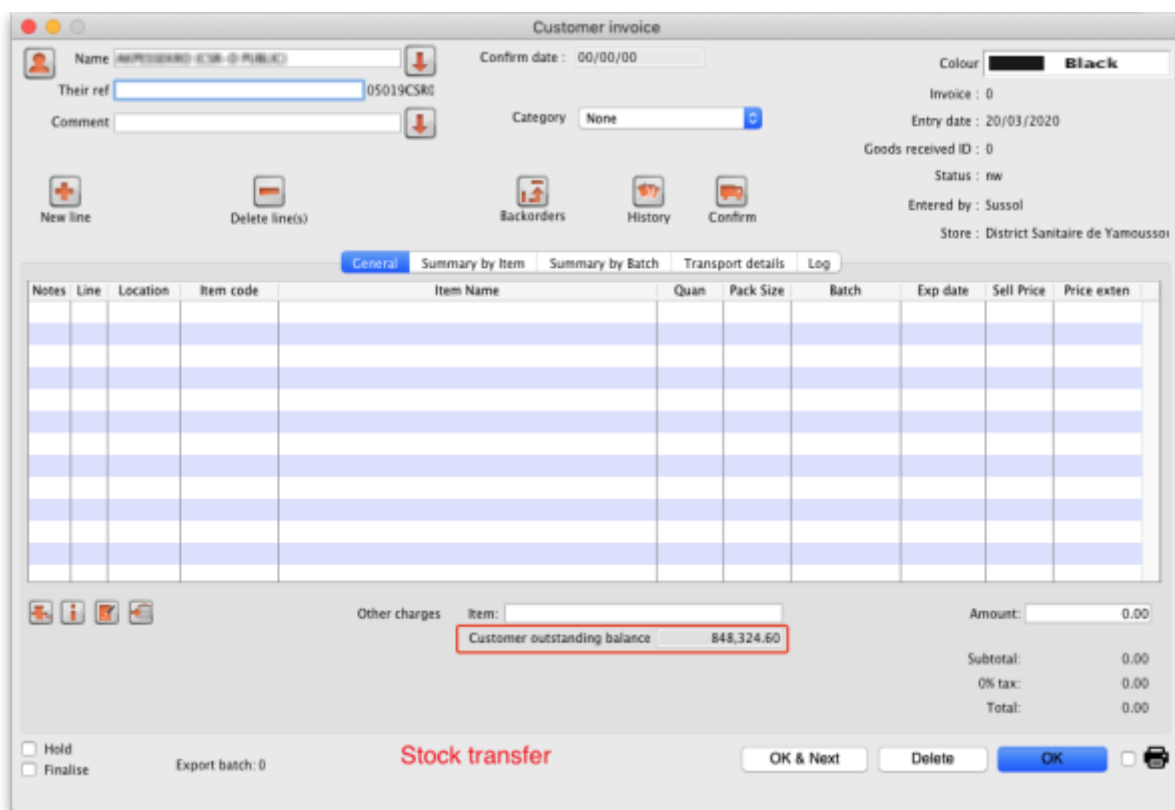 Customer invoice
Name
Confirm date : 00/00/00
Colour Black
Their ref 05019CSR0
Invoice : 0
Comment
Category None
Entry date : 20/03/2020
Goods received ID : 0
Status : nw
New line Delete line(s) Backorders History Confirm
Entered by : Sussol
Store : District Sanitaire de Yamousso
General Summary by Item Summary by Batch Transport details Log
Notes Line Location Item code Item Name Quan Pack Size Batch Exp date Sell Price Price exten
Other charges Item: Amount: 0.00
Customer outstanding balance 848,324.60
Subtotal: 0.00
0% tax: 0.00
Total: 0.00
Hold
Finalise
Export batch: 0
Stock transfer
OK & Next Delete OK